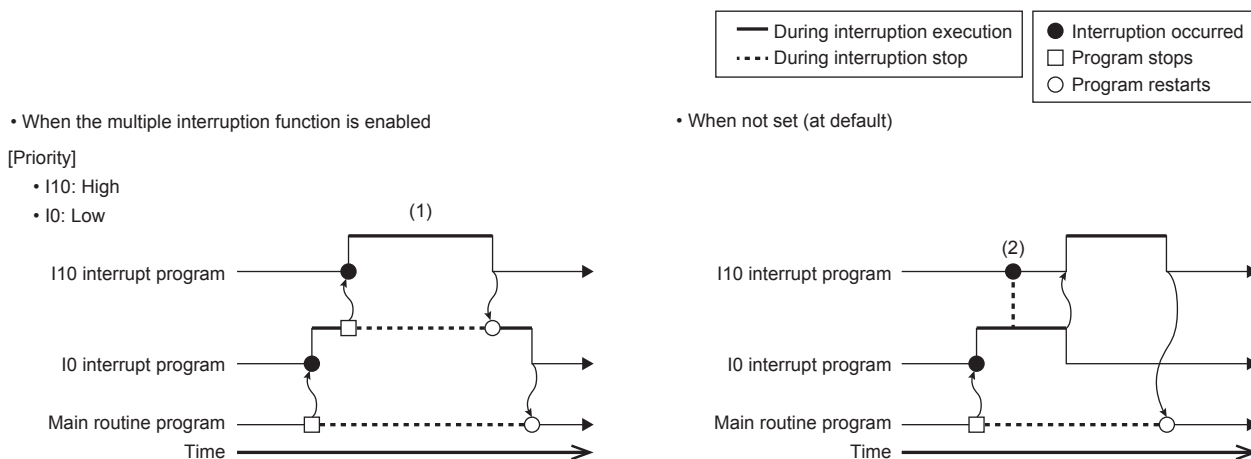 During interruption execution
During interruption stop
Interruption occurred
Program stops
Program restarts
• When the multiple interruption function is enabled
[Priority]
• I10: High
• I0: Low
(1)
I10 interrupt program
I0 interrupt program
Main routine program
Time
• When not set (at default)
(2)
I10 interrupt program
I0 interrupt program
Main routine program
Time